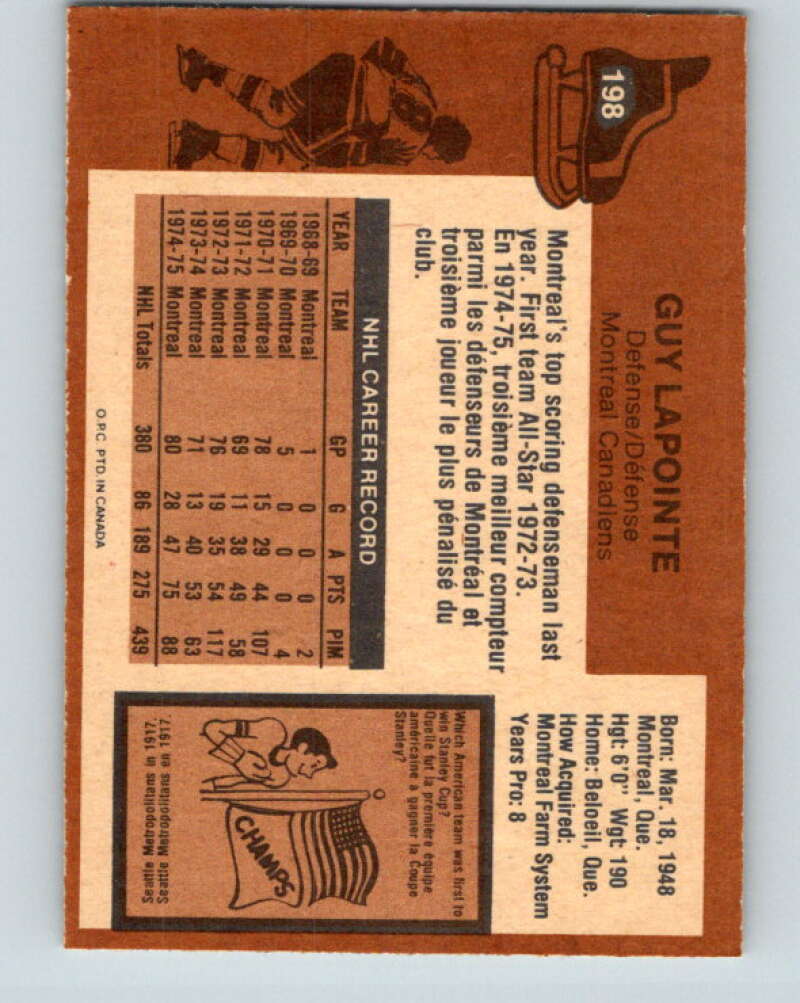 198
GUY LAPOINTE
Defense/Défense
Montreal Canadiens
Montreal's top scoring defenseman last
year. First team All-Star 1972-73.
En 1974-75, troisième meilleur compteur
parmi les défenseurs de Montréal et
troisième joueur le plus pénalisé du
club.
Born: Mar. 18, 1948
Montreal, Que.
Hgt: 6'0" Wgt: 190
Home: Beloeil, Que.
How Acquired:
Montreal Farm System
Years Pro: 8
NHL CAREER RECORD
YEAR TEAM GP G A PTS PIM
1968-69 Montreal 1 0 0 0 2
1969-70 Montreal 5 0 0 0 4
1970-71 Montreal 78 15 29 44 107
1971-72 Montreal 69 11 38 49 58
1972-73 Montreal 76 19 35 54 117
1973-74 Montreal 71 13 40 53 63
1974-75 Montreal 80 28 47 75 88
NHL Totals 380 86 189 275 439
O.P.C. PTD. IN CANADA
Which American team was first to
win Stanley Cup?
Quelle fut la première équipe
américaine à gagner la Coupe
Stanley?
CHAMPS
Seattle Metropolitans in 1917.
Seattle Metropolitans en 1917.
8